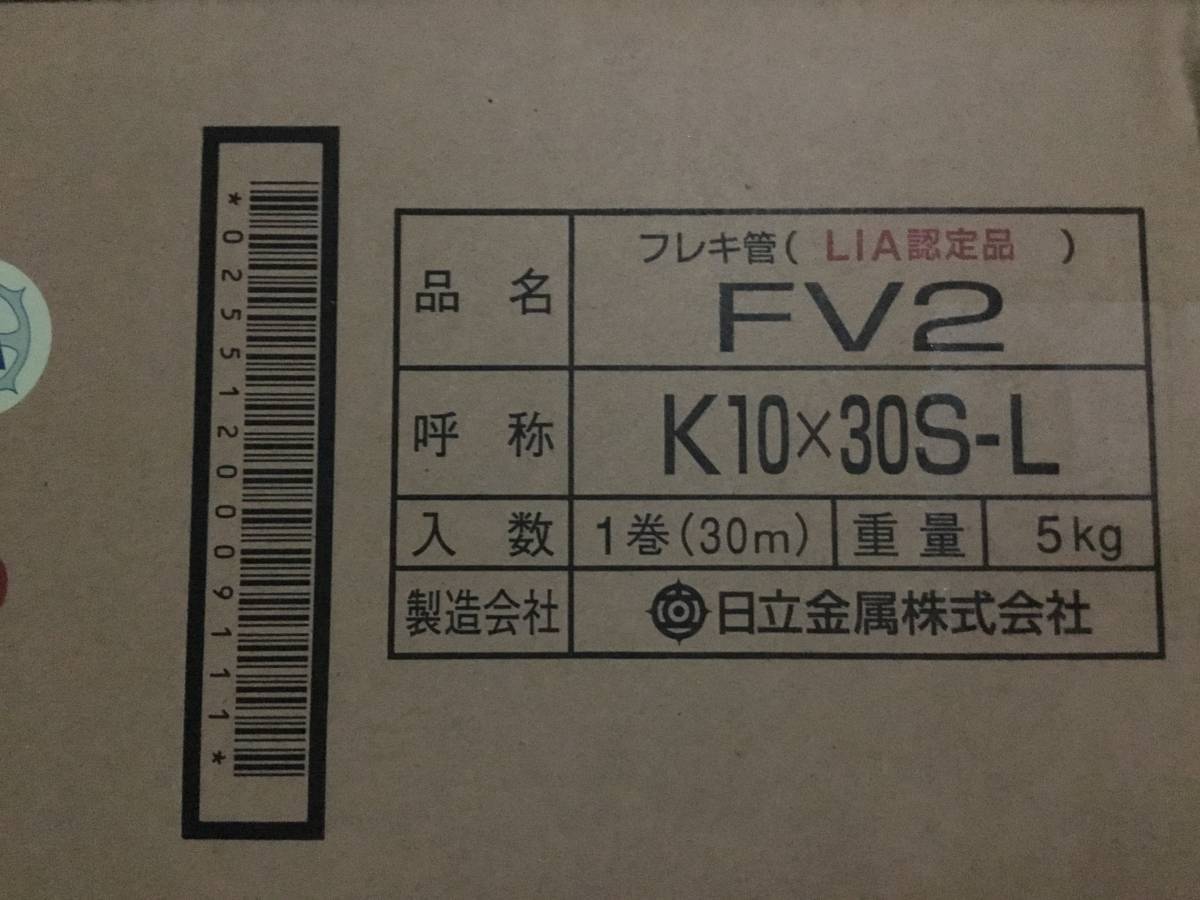 *0255120009111*
品名
フレキ管( LIA認定品 )
FV2
呼称
K10×30S-L
入数
1巻(30m)
重量
5kg
製造会社
日立金属株式会社